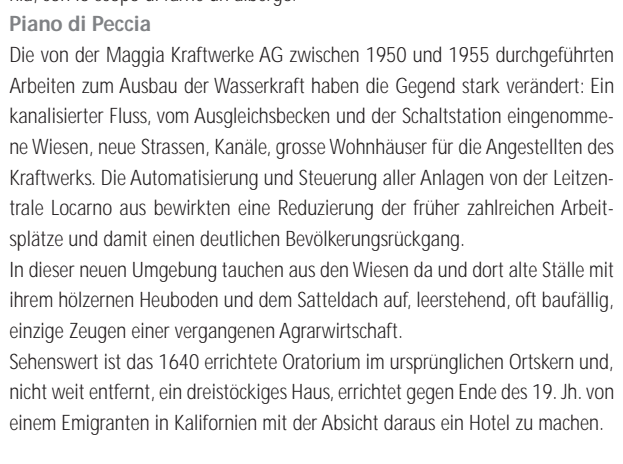 Piano di Peccia
Die von der Maggia Kraftwerke AG zwischen 1950 und 1955 durchgeführten
Arbeiten zum Ausbau der Wasserkraft haben die Gegend stark verändert: Ein
kanalisierter Fluss, vom Ausgleichsbecken und der Schaltstation eingenomme-
ne Wiesen, neue Strassen, Kanäle, grosse Wohnhäuser für die Angestellten des
Kraftwerks. Die Automatisierung und Steuerung aller Anlagen von der Leitzen-
trale Locarno aus bewirkten eine Reduzierung der früher zahlreichen Arbeit-
splätze und damit einen deutlichen Bevölkerungsrückgang.
In dieser neuen Umgebung tauchen aus den Wiesen da und dort alte Ställe mit
ihrem hölzernen Heuboden und dem Satteldach auf, leerstehend, oft baufällig,
einzige Zeugen einer vergangenen Agrarwirtschaft.
Sehenswert ist das 1640 errichtete Oratorium im ursprünglichen Ortskern und,
nicht weit entfernt, ein dreistöckiges Haus, errichtet gegen Ende des 19. Jh. von
einem Emigranten in Kalifornien mit der Absicht daraus ein Hotel zu machen.